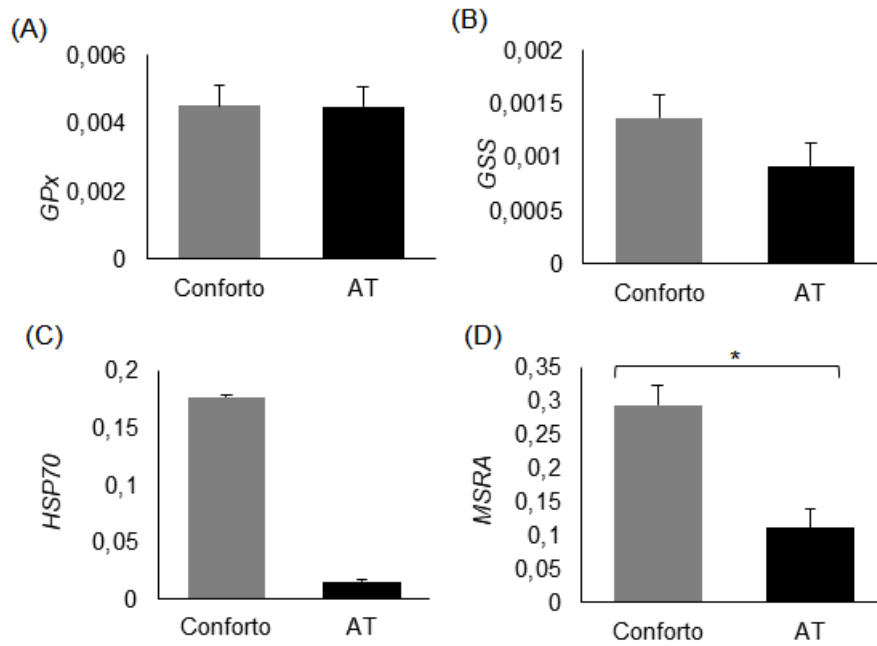 (A)
0,006
0,004
0,002
0
GPx
Conforto AT
(B)
0,002
0,0015
0,001
0,0005
0
GSS
Conforto AT
(C)
0,2
0,15
0,1
0,05
0
HSP70
Conforto AT
(D)
0,35
0,3
0,25
0,2
0,15
0,1
0,05
0
MSRA
*
Conforto AT